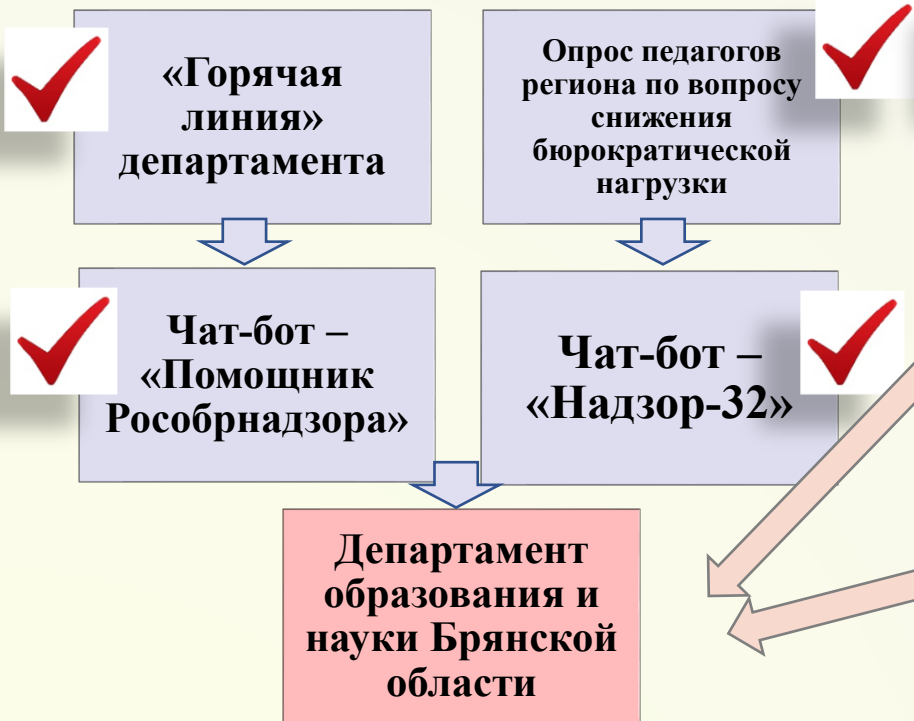 «Горячая
линия»
департамента
Опрос педагогов
региона по вопросу
снижения
бюрократической
нагрузки
Чат-бот –
«Помощник
Рособрнадзора»
Чат-бот –
«Надзор-32»
Департамент
образования и
науки Брянской
области